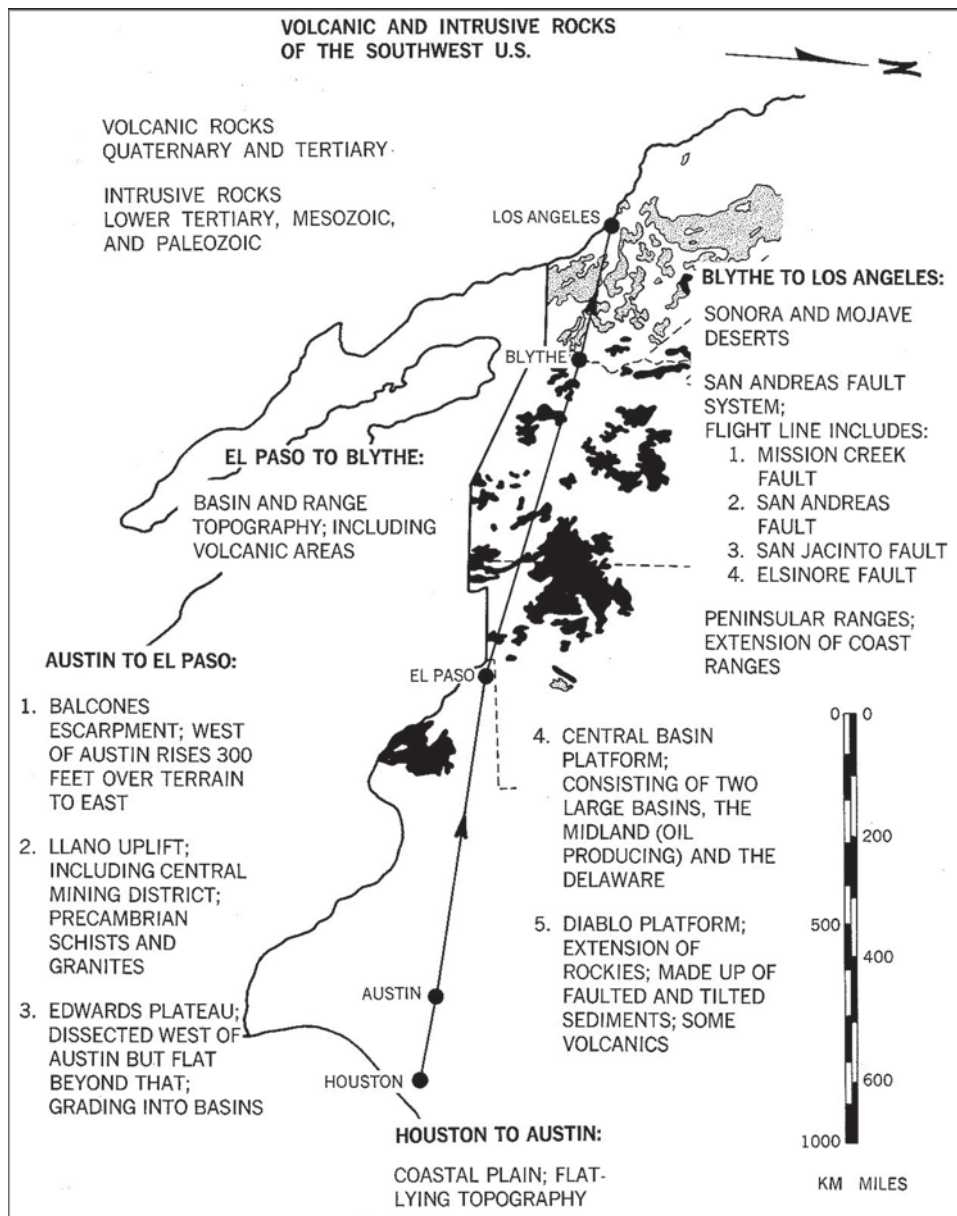 VOLCANIC AND INTRUSIVE ROCKS
OF THE SOUTHWEST U.S.
N
VOLCANIC ROCKS
QUATERNARY AND TERTIARY
INTRUSIVE ROCKS
LOWER TERTIARY, MESOZOIC,
AND PALEOZOIC
LOS ANGELES
BLYTHE TO LOS ANGELES:
SONORA AND MOJAVE
DESERTS
BLYTHE
SAN ANDREAS FAULT
SYSTEM;
FLIGHT LINE INCLUDES:
1. MISSION CREEK
FAULT
2. SAN ANDREAS
FAULT
3. SAN JACINTO FAULT
4. ELSINORE FAULT
PENINSULAR RANGES;
EXTENSION OF COAST
RANGES
EL PASO TO BLYTHE:
BASIN AND RANGE
TOPOGRAPHY; INCLUDING
VOLCANIC AREAS
AUSTIN TO EL PASO:
EL PASO
1. BALCONES
ESCARPMENT; WEST
OF AUSTIN RISES 300
FEET OVER TERRAIN
TO EAST
2. LLANO UPLIFT;
INCLUDING CENTRAL
MINING DISTRICT;
PRECAMBRIAN
SCHISTS AND
GRANITES
3. EDWARDS PLATEAU;
DISSECTED WEST OF
AUSTIN BUT FLAT
BEYOND THAT;
GRADING INTO BASINS
4. CENTRAL BASIN
PLATFORM;
CONSISTING OF TWO
LARGE BASINS, THE
MIDLAND (OIL
PRODUCING) AND THE
DELAWARE
5. DIABLO PLATFORM;
EXTENSION OF
ROCKIES; MADE UP OF
FAULTED AND TILTED
SEDIMENTS; SOME
VOLCANICS
AUSTIN
HOUSTON
HOUSTON TO AUSTIN:
COASTAL PLAIN; FLAT-
LYING TOPOGRAPHY
0 0
200
500
400
600
1000
KM MILES